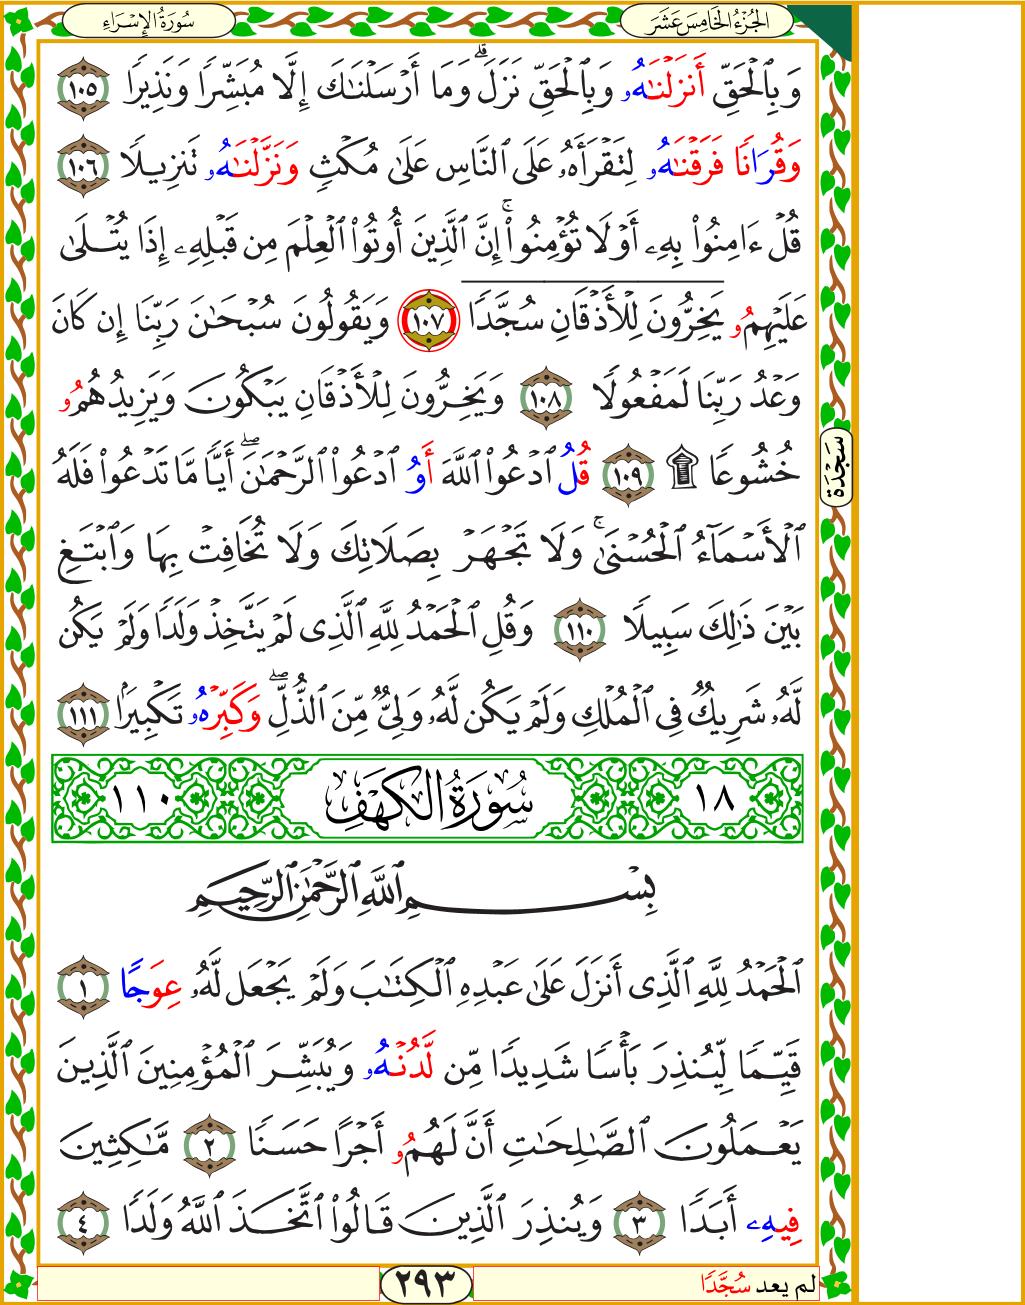 الجُزْءُ الخَامِسَ عَشَرَ
سُورَةُ الإِسْرَاءِ
وَبِٱلْحَقِّ أَنزَلْنَٰهُۥ وَبِٱلْحَقِّ نَزَلَ ۗ وَمَا أَرْسَلْنَٰكَ إِلَّا مُبَشِّرًا وَنَذِيرًا ١٠٥
وَقُرَانًا فَرَقْنَٰهُۥ لِتَقْرَأَهُۥ عَلَى ٱلنَّاسِ عَلَىٰ مُكْثٍ وَنَزَّلْنَٰهُۥ تَنزِيلًا ١٠٦
قُلْ ءَامِنُوا۟ بِهِۦ أَوْ لَا تُؤْمِنُوا۟ ۚ إِنَّ ٱلَّذِينَ أُوتُوا۟ ٱلْعِلْمَ مِن قَبْلِهِۦ إِذَا يُتْلَىٰ
عَلَيْهِمُۥ يَخِرُّونَ لِلْأَذْقَانِ سُجَّدًا ١٠٧ وَيَقُولُونَ سُبْحَٰنَ رَبِّنَا إِن كَانَ
وَعْدُ رَبِّنَا لَمَفْعُولًا ١٠٨ وَيَخِرُّونَ لِلْأَذْقَانِ يَبْكُونَ وَيَزِيدُهُمُۥ
خُشُوعًا ۩ ١٠٩ قُلُ ٱدْعُوا۟ ٱللَّهَ أَوُ ٱدْعُوا۟ ٱلرَّحْمَٰنَ ۖ أَيًّا مَّا تَدْعُوا۟ فَلَهُ
ٱلْأَسْمَآءُ ٱلْحُسْنَىٰ ۚ وَلَا تَجْهَرْ بِصَلَاتِكَ وَلَا تُخَافِتْ بِهَا وَٱبْتَغِ
بَيْنَ ذَٰلِكَ سَبِيلًا ١١٠ وَقُلِ ٱلْحَمْدُ لِلَّهِ ٱلَّذِى لَمْ يَتَّخِذْ وَلَدًا وَلَمْ يَكُن
لَّهُۥ شَرِيكٌ فِى ٱلْمُلْكِ وَلَمْ يَكُن لَّهُۥ وَلِىٌّ مِّنَ ٱلذُّلِّ ۖ وَكَبِّرْهُۥ تَكْبِيرًۢا ١١١
١٨ سُورَةُ الكَهْفِ ١١٠
بِسْمِ ٱللَّهِ ٱلرَّحْمَٰنِ ٱلرَّحِيمِ
ٱلْحَمْدُ لِلَّهِ ٱلَّذِى أَنزَلَ عَلَىٰ عَبْدِهِ ٱلْكِتَٰبَ وَلَمْ يَجْعَل لَّهُۥ عِوَجًا ١
قَيِّمًا لِّيُنذِرَ بَأْسًا شَدِيدًا مِّن لَّدُنْهُۥ وَيُبَشِّرَ ٱلْمُؤْمِنِينَ ٱلَّذِينَ
يَعْمَلُونَ ٱلصَّٰلِحَٰتِ أَنَّ لَهُمُۥ أَجْرًا حَسَنًا ٢ مَّٰكِثِينَ
فِيهِۦ أَبَدًا ٣ وَيُنذِرَ ٱلَّذِينَ قَالُوا۟ ٱتَّخَذَ ٱللَّهُ وَلَدًا ٤
سَجْدَة
لم يعد سُجَّدًا
٢٩٣